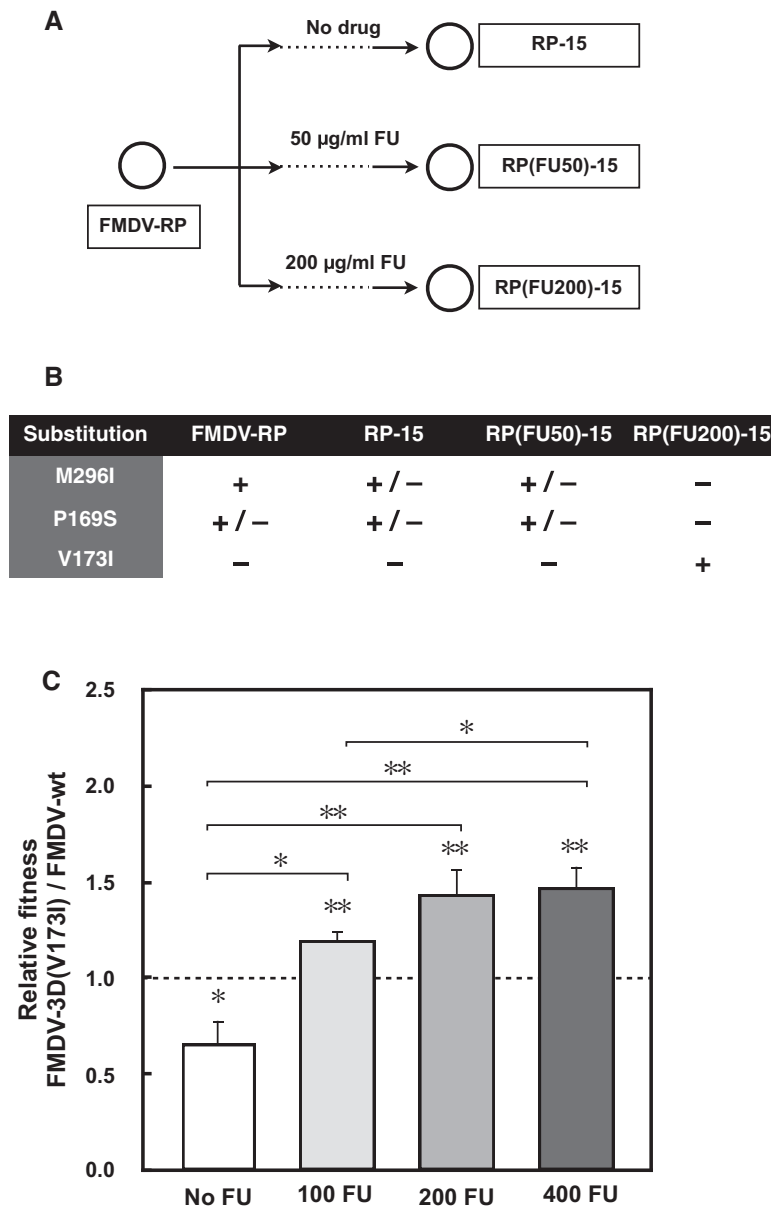 A
No drug
RP-15
50 µg/ml FU
RP(FU50)-15
FMDV-RP
200 µg/ml FU
RP(FU200)-15
B
Substitution FMDV-RP RP-15 RP(FU50)-15 RP(FU200)-15
M296I + + / − + / − −
P169S + / − + / − + / − −
V173I − − − +
C
Relative fitness
FMDV-3D(V173I) / FMDV-wt
2.5
2.0
1.5
1.0
0.5
0.0
*
**
**
*
*
**
**
**
No FU 100 FU 200 FU 400 FU